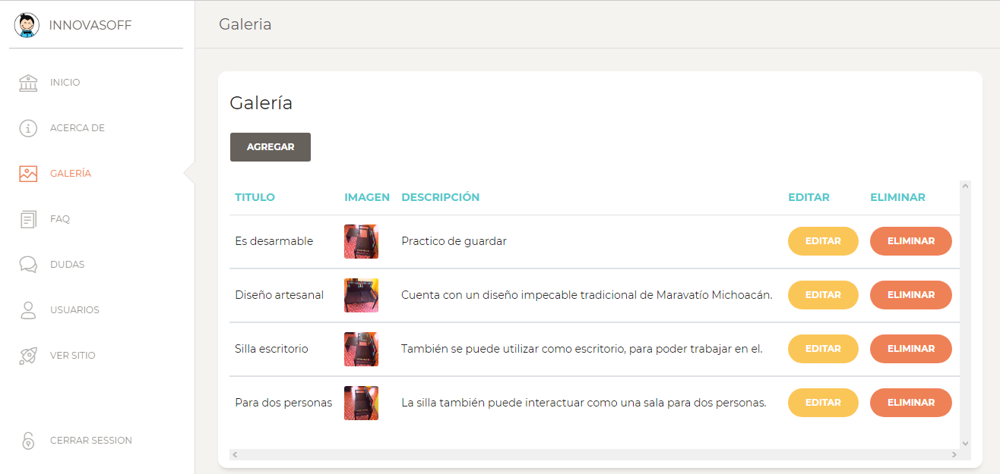 INNOVASOFF
Galeria
INICIO
ACERCA DE
GALERÍA
FAQ
DUDAS
USUARIOS
VER SITIO
CERRAR SESSION
Galería
AGREGAR
TITULO IMAGEN DESCRIPCIÓN EDITAR ELIMINAR
Es desarmable Practico de guardar EDITAR ELIMINAR
Diseño artesanal Cuenta con un diseño impecable tradicional de Maravatío Michoacán. EDITAR ELIMINAR
Silla escritorio También se puede utilizar como escritorio, para poder trabajar en el. EDITAR ELIMINAR
Para dos personas La silla también puede interactuar como una sala para dos personas. EDITAR ELIMINAR